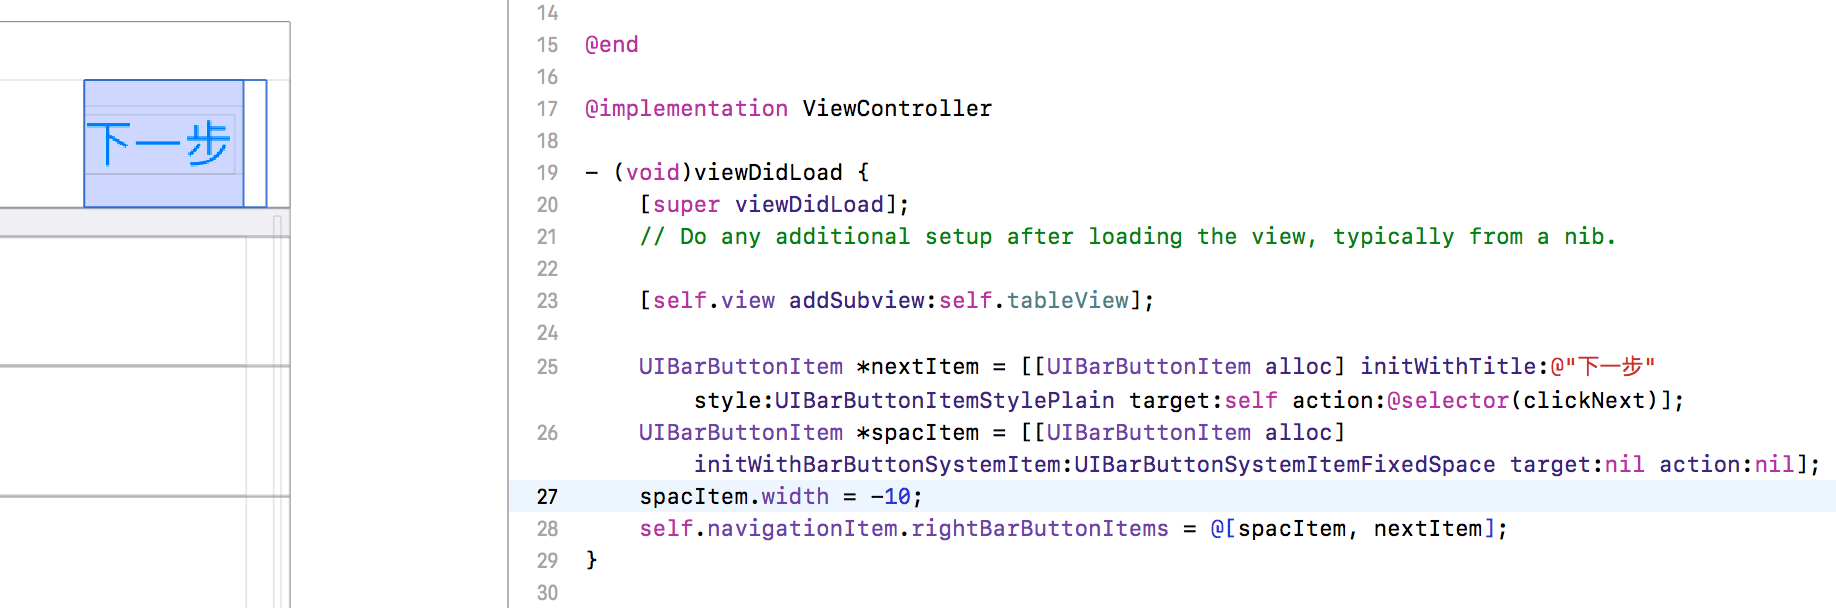 下一步
14
15 @end
16
17 @implementation ViewController
18
19 - (void)viewDidLoad {
20 [super viewDidLoad];
21 // Do any additional setup after loading the view, typically from a nib.
22
23 [self.view addSubview:self.tableView];
24
25 UIBarButtonItem *nextItem = [[UIBarButtonItem alloc] initWithTitle:@"下一步"
style:UIBarButtonItemStylePlain target:self action:@selector(clickNext)];
26 UIBarButtonItem *spacItem = [[UIBarButtonItem alloc]
initWithBarButtonSystemItem:UIBarButtonSystemItemFixedSpace target:nil action:nil];
27 spacItem.width = -10;
28 self.navigationItem.rightBarButtonItems = @[spacItem, nextItem];
29 }
30